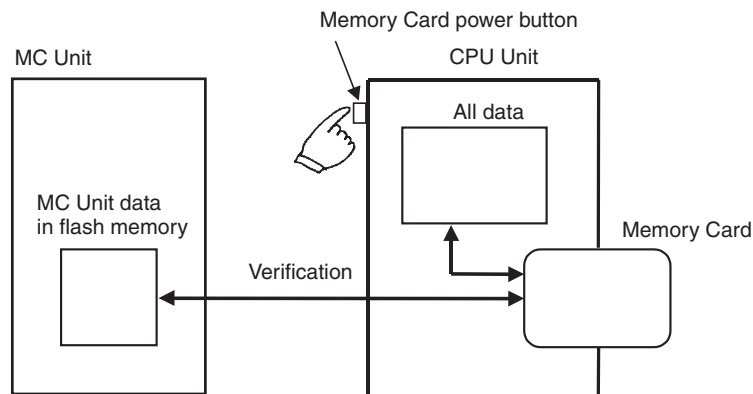 Memory Card power button
MC Unit
CPU Unit
All data
MC Unit data
in flash memory
Memory Card
Verification